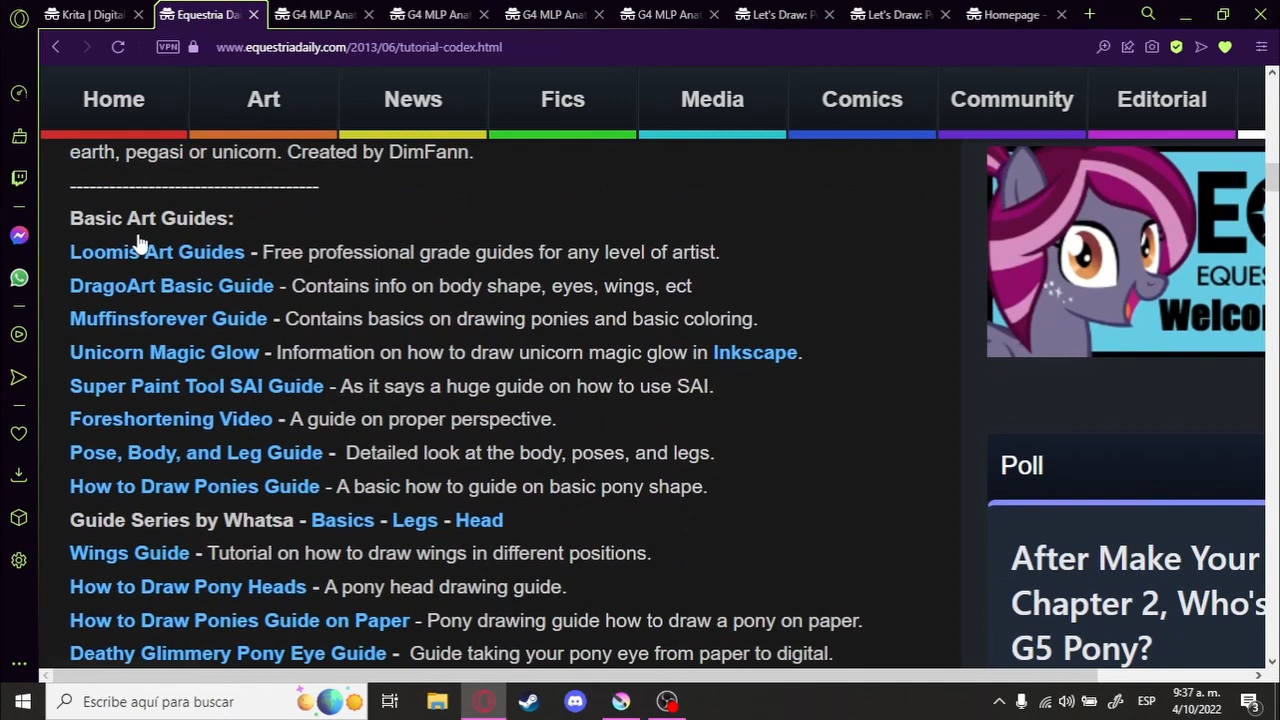 Krita | Digital
Equestria Da
G4 MLP Anat
G4 MLP Anat
G4 MLP Anat
G4 MLP Anat
Let's Draw: P
Let's Draw: P
Homepage -
VPN
www.equestriadaily.com/2013/06/tutorial-codex.html
Home
Art
News
Fics
Media
Comics
Community
Editorial
earth, pegasi or unicorn. Created by DimFann.
-------------------------------------
Basic Art Guides:
Loomis Art Guides - Free professional grade guides for any level of artist.
DragoArt Basic Guide - Contains info on body shape, eyes, wings, ect
Muffinsforever Guide - Contains basics on drawing ponies and basic coloring.
Unicorn Magic Glow - Information on how to draw unicorn magic glow in Inkscape.
Super Paint Tool SAI Guide - As it says a huge guide on how to use SAI.
Foreshortening Video - A guide on proper perspective.
Pose, Body, and Leg Guide - Detailed look at the body, poses, and legs.
How to Draw Ponies Guide - A basic how to guide on basic pony shape.
Guide Series by Whatsa - Basics - Legs - Head
Wings Guide - Tutorial on how to draw wings in different positions.
How to Draw Pony Heads - A pony head drawing guide.
How to Draw Ponies Guide on Paper - Pony drawing guide how to draw a pony on paper.
Deathy Glimmery Pony Eye Guide - Guide taking your pony eye from paper to digital.
EQUES
Welcom
Poll
After Make Your
Chapter 2, Who's
G5 Pony?
Escribe aquí para buscar
ESP
9:37 a. m.
4/10/2022
3